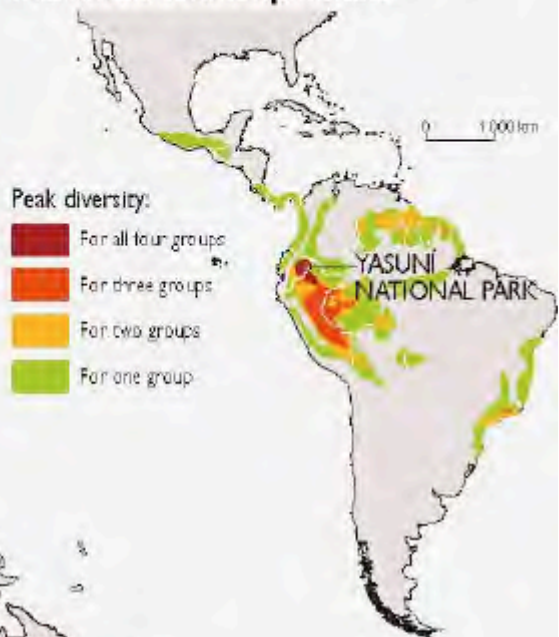 0 1 000 km
Peak diversity:
For all four groups
For three groups
For two groups
For one group
YASUNÍ
NATIONAL PARK